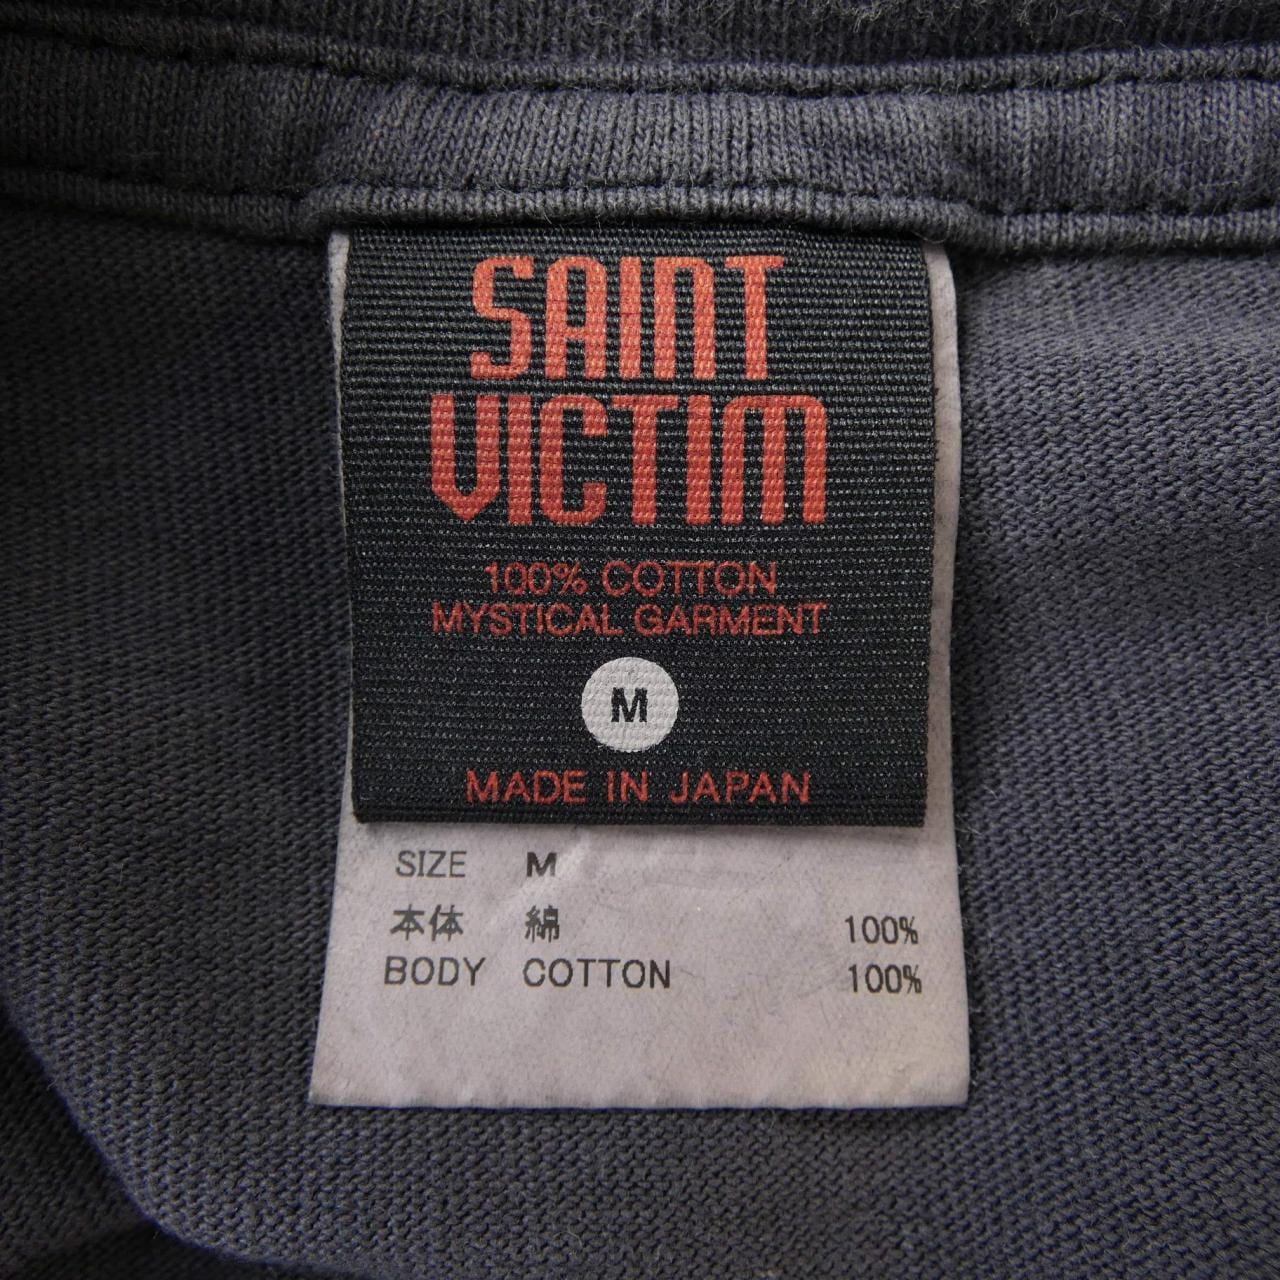 SAINT
VICTIM
100% COTTON
MYSTICAL GARMENT
M
MADE IN JAPAN
SIZE M
本体 綿 100%
BODY COTTON 100%